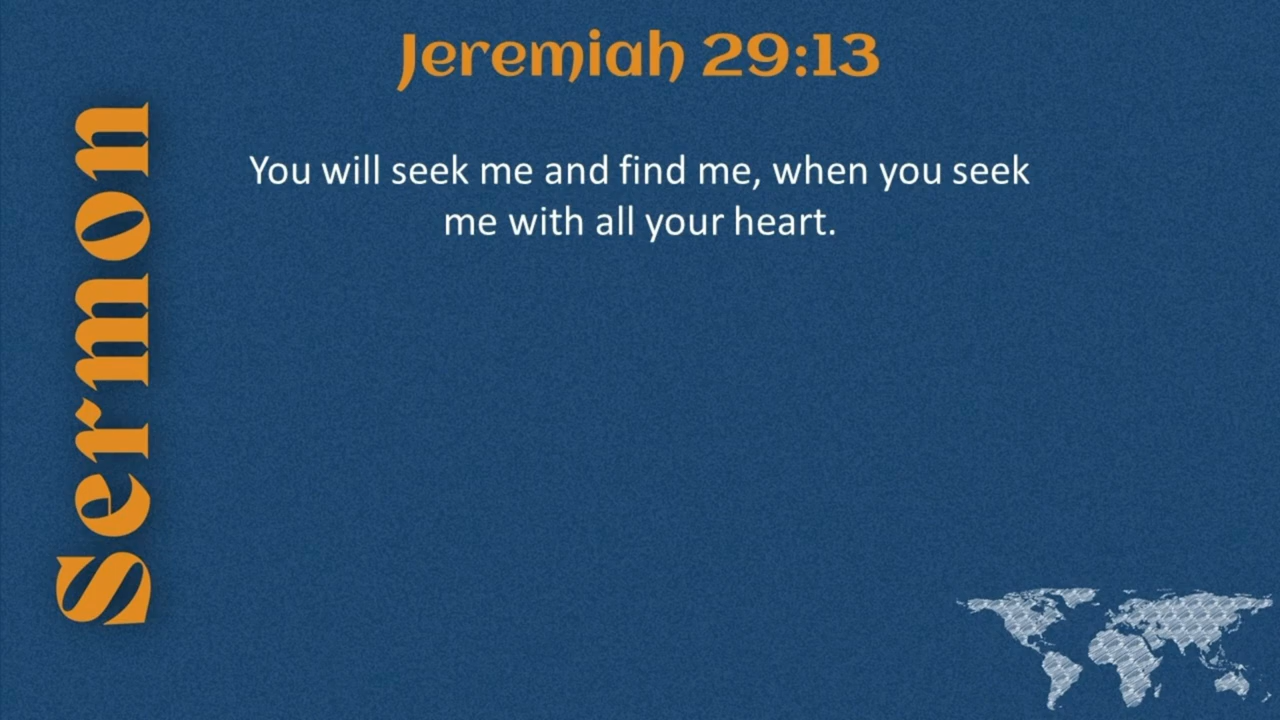 Jeremiah 29:13
Sermon
You will seek me and find me, when you seek
me with all your heart.